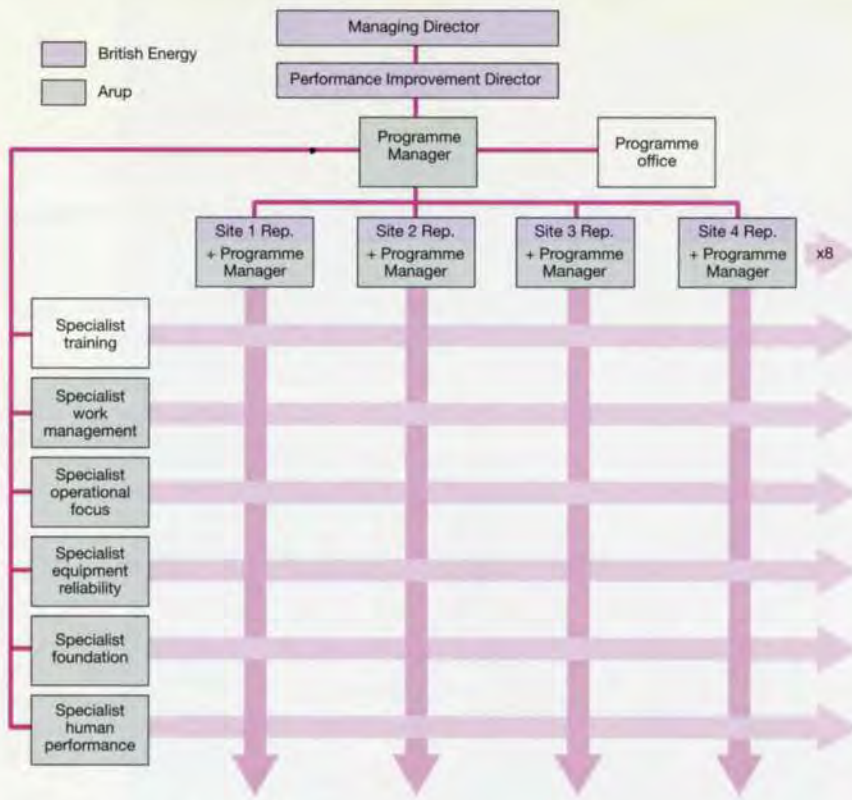 Managing Director
British Energy
Performance Improvement Director
Arup
Programme
Manager
Programme
office
Site 1 Rep.
+ Programme
Manager
Site 2 Rep.
+ Programme
Manager
Site 3 Rep.
+ Programme
Manager
Site 4 Rep.
+ Programme
Manager
x8
Specialist
training
Specialist
work
management
Specialist
operational
focus
Specialist
equipment
reliability
Specialist
foundation
Specialist
human
performance